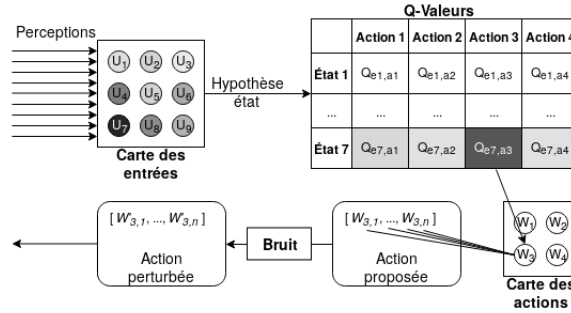 Q-Valeurs
Perceptions
Action 1 Action 2 Action 3 Action 4
U1 U2 U3
État 1 Qe1,a1 Qe1,a2 Qe1,a3 Qe1,a4
Hypothèse
état
U4 U5 U6
... ... ... ... ...
U7 U8 U9
État 7 Qe7,a1 Qe7,a2 Qe7,a3 Qe7,a4
Carte des
entrées
[ W'3,1, ..., W'3,n ]
Action
perturbée
Bruit
[ W3,1, ..., W3,n ]
Action
proposée
W1 W2
W3 W4
Carte des
actions